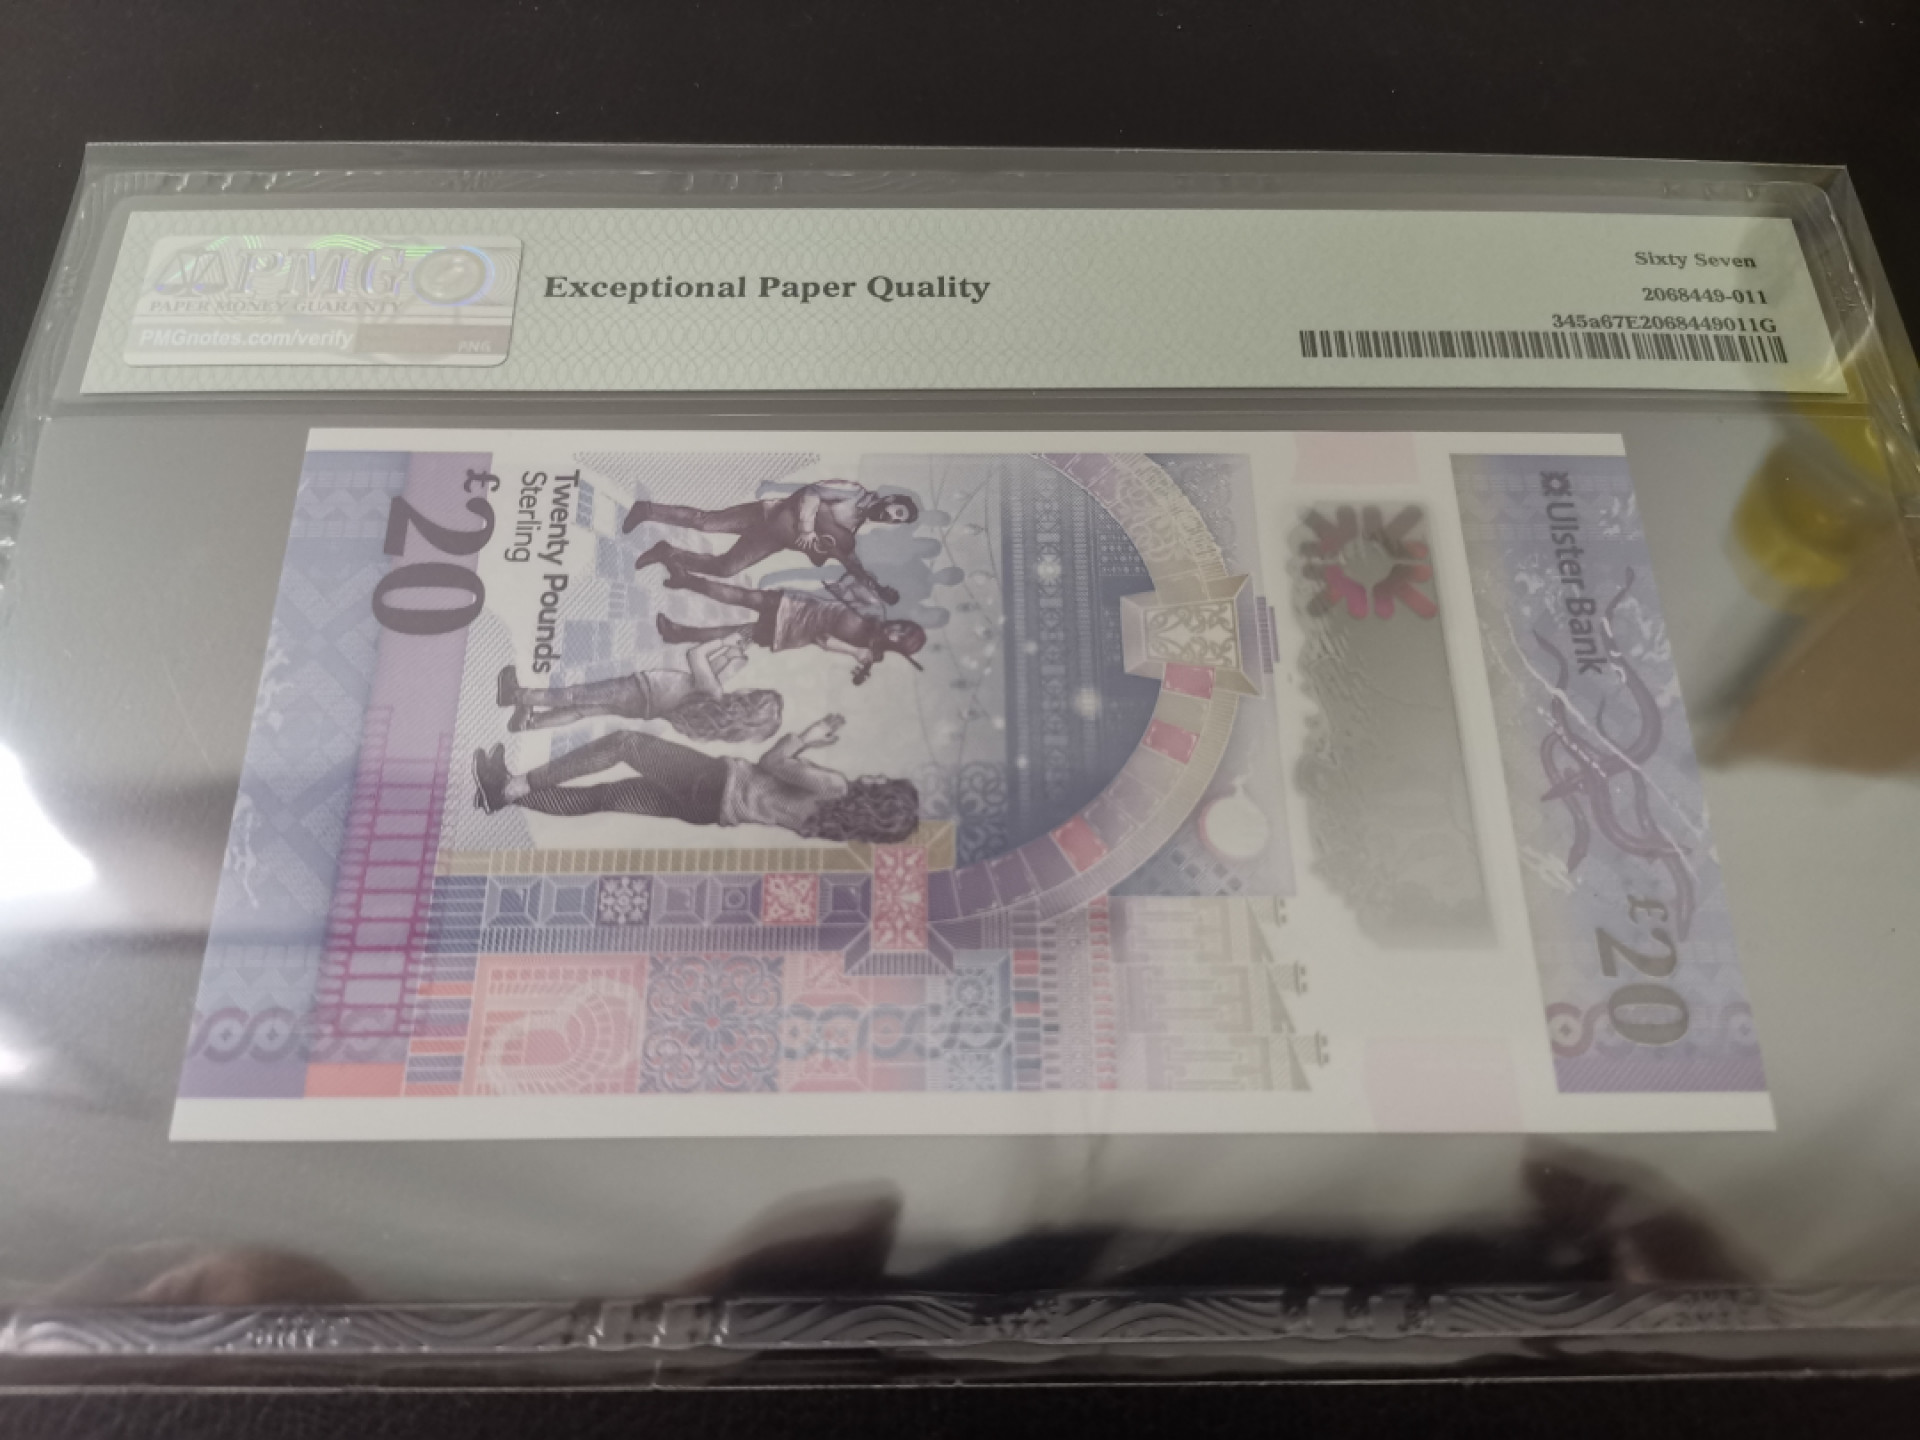 PMG
PAPER MONEY GUARANTY
PMGnotes.com/verify
ANG
Exceptional Paper Quality
Sixty Seven
2068449-011
345a67E2068449011G
£20
Twenty Pounds
Sterling
Ulster Bank
£20